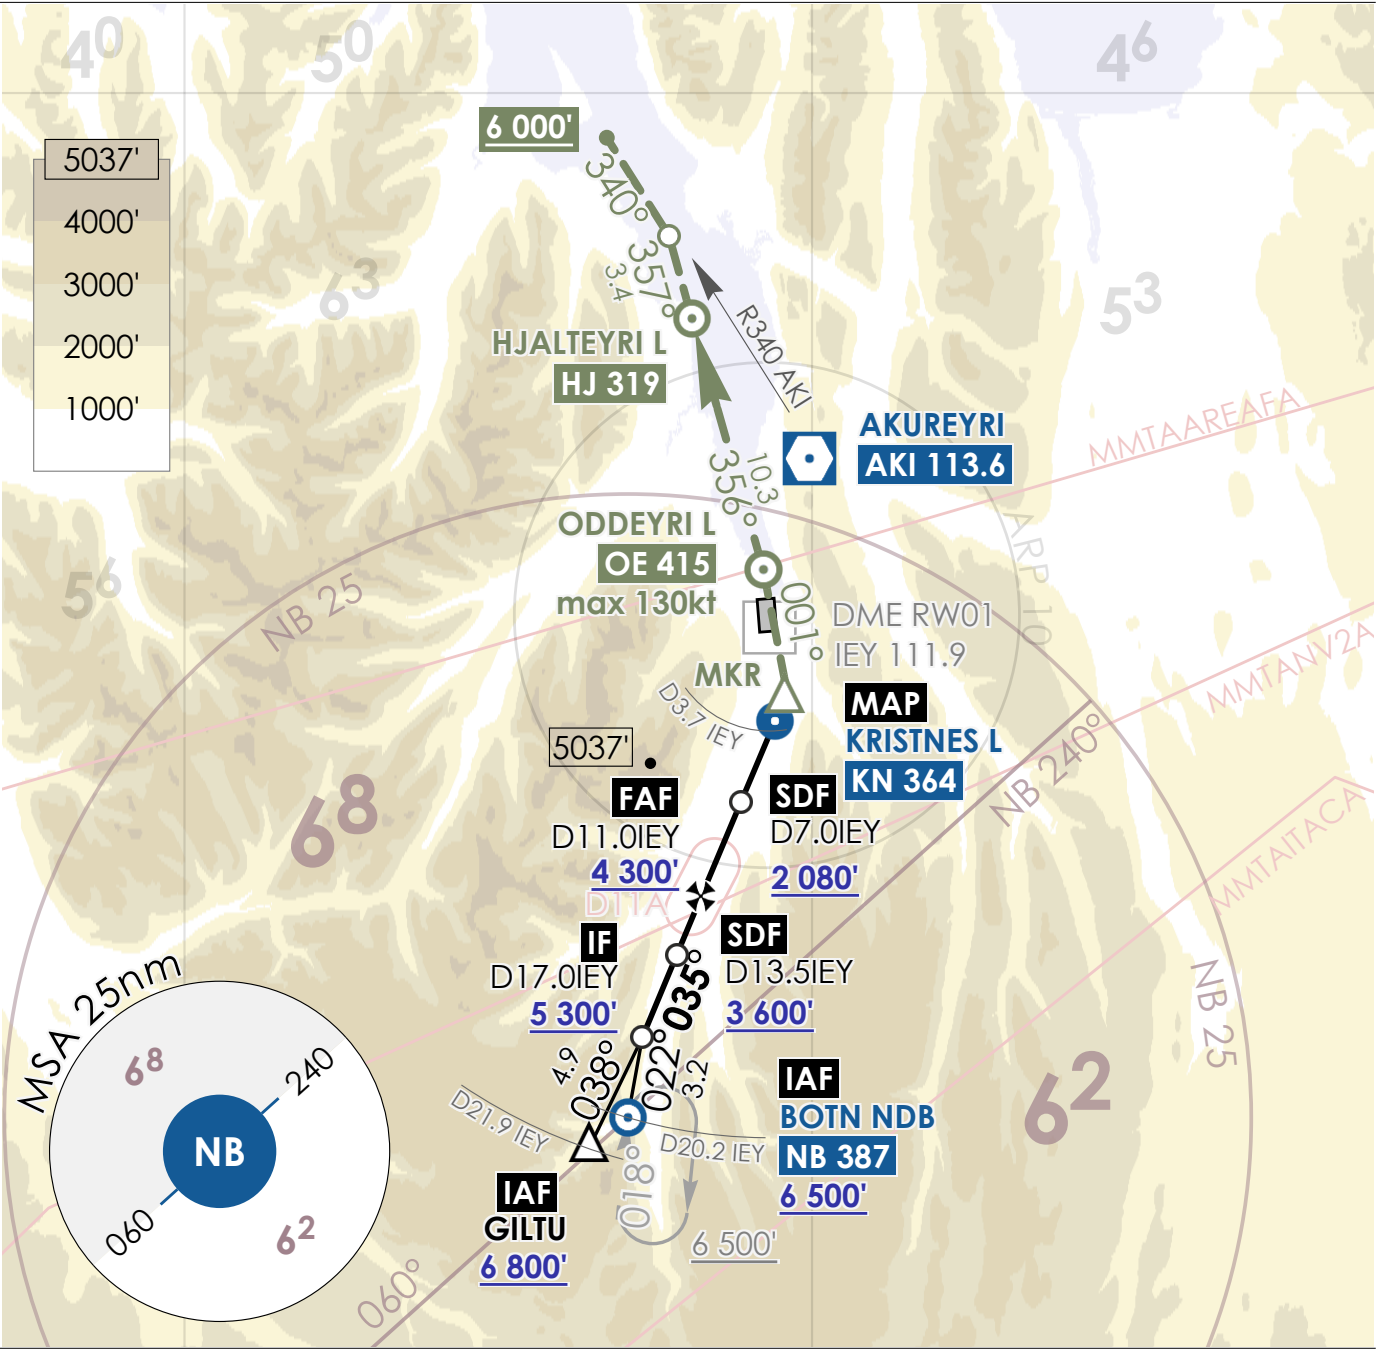 4⁰
5⁰
4⁶
6 000'
5037'
4000'
3000'
2000'
1000'
340°
357°
3.4
6³
5³
R340 AKI
HJALTEYRI L
HJ 319
AKUREYRI
AKI 113.6
MMTAAREAFA
356°
10.3
ODDEYRI L
OE 415
max 130kt
ARP 10
5⁶
NB 25
001°
DME RW01
IEY 111.9
MMTANV2A
MKR
D3.7 IEY
MAP
KRISTNES L
KN 364
NB 240°
5037'
FAF
D11.0IEY
4 300'
SDF
D7.0IEY
2 080'
6⁸
MMTAITACA
D11A
IF
D17.0IEY
5 300'
SDF
D13.5IEY
3 600'
035°
NB 25
MSA 25nm
6⁸
240
NB
060
6²
4.9
038°
022°
3.2
D21.9 IEY
D20.2 IEY
IAF
BOTN NDB
NB 387
6 500'
6²
018°
IAF
GILTU
6 800'
6 500'
060°